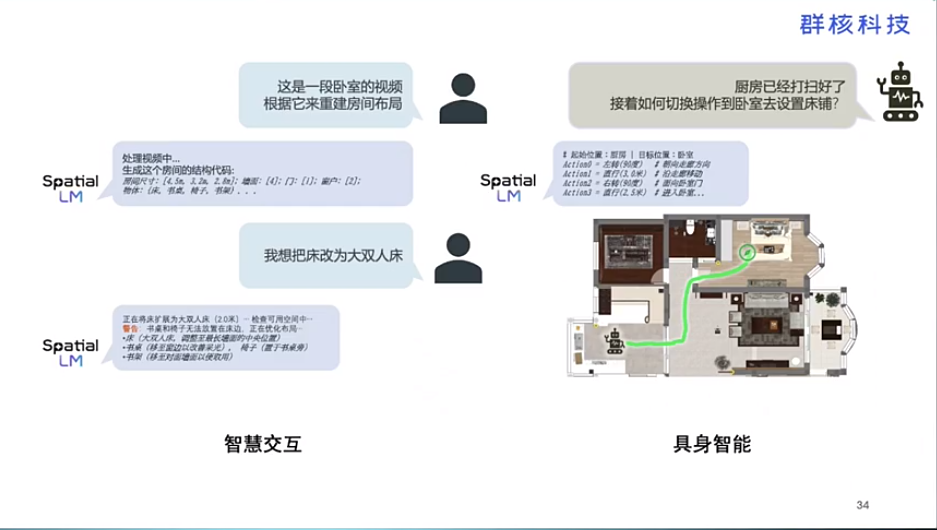 群核科技
这是一段卧室的视频
根据它来重建房间布局
Spatial
LM
处理视频中...
生成这个房间的结构代码:
房间尺寸: [4.5m, 3.2m, 2.8m]; 墙面: [4]; 门: [1]; 窗户: [2];
物体: (床, 书桌, 椅子, 书架)...
我想把床改为大双人床
Spatial
LM
正在将床扩展为大双人床（2.0米）… 检查可用空间中…
警告: 书桌和椅子无法放置在床边，正在优化布局…
•床（大双人床，调整至最长墙面的中央位置）
•书桌（移至窗边以改善采光），椅子（置于书桌旁）
•书架（移至对面墙面以便取用）
智慧交互
厨房已经打扫好了
接着如何切换操作到卧室去设置床铺?
Spatial
LM
# 起始位置: 厨房 | 目标位置: 卧室
Action0 = 左转(90度) # 朝向走廊方向
Action1 = 直行(3.0米) # 沿走廊移动
Action2 = 右转(90度) # 面向卧室门
Action3 = 直行(2.5米) # 进入卧室...
具身智能
34